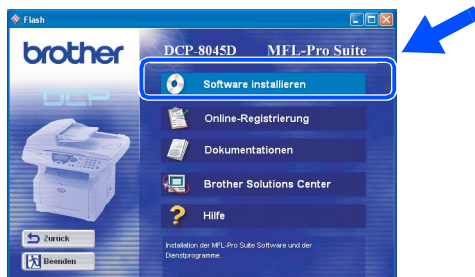 Flash
brother
DCP-8045D MFL-Pro Suite
DCP
Software installieren
Online-Registrierung
Dokumentationen
Brother Solutions Center
? Hilfe
Zurück
Beenden
Installation der MFL-Pro Suite Software und der
Dienstprogramme.